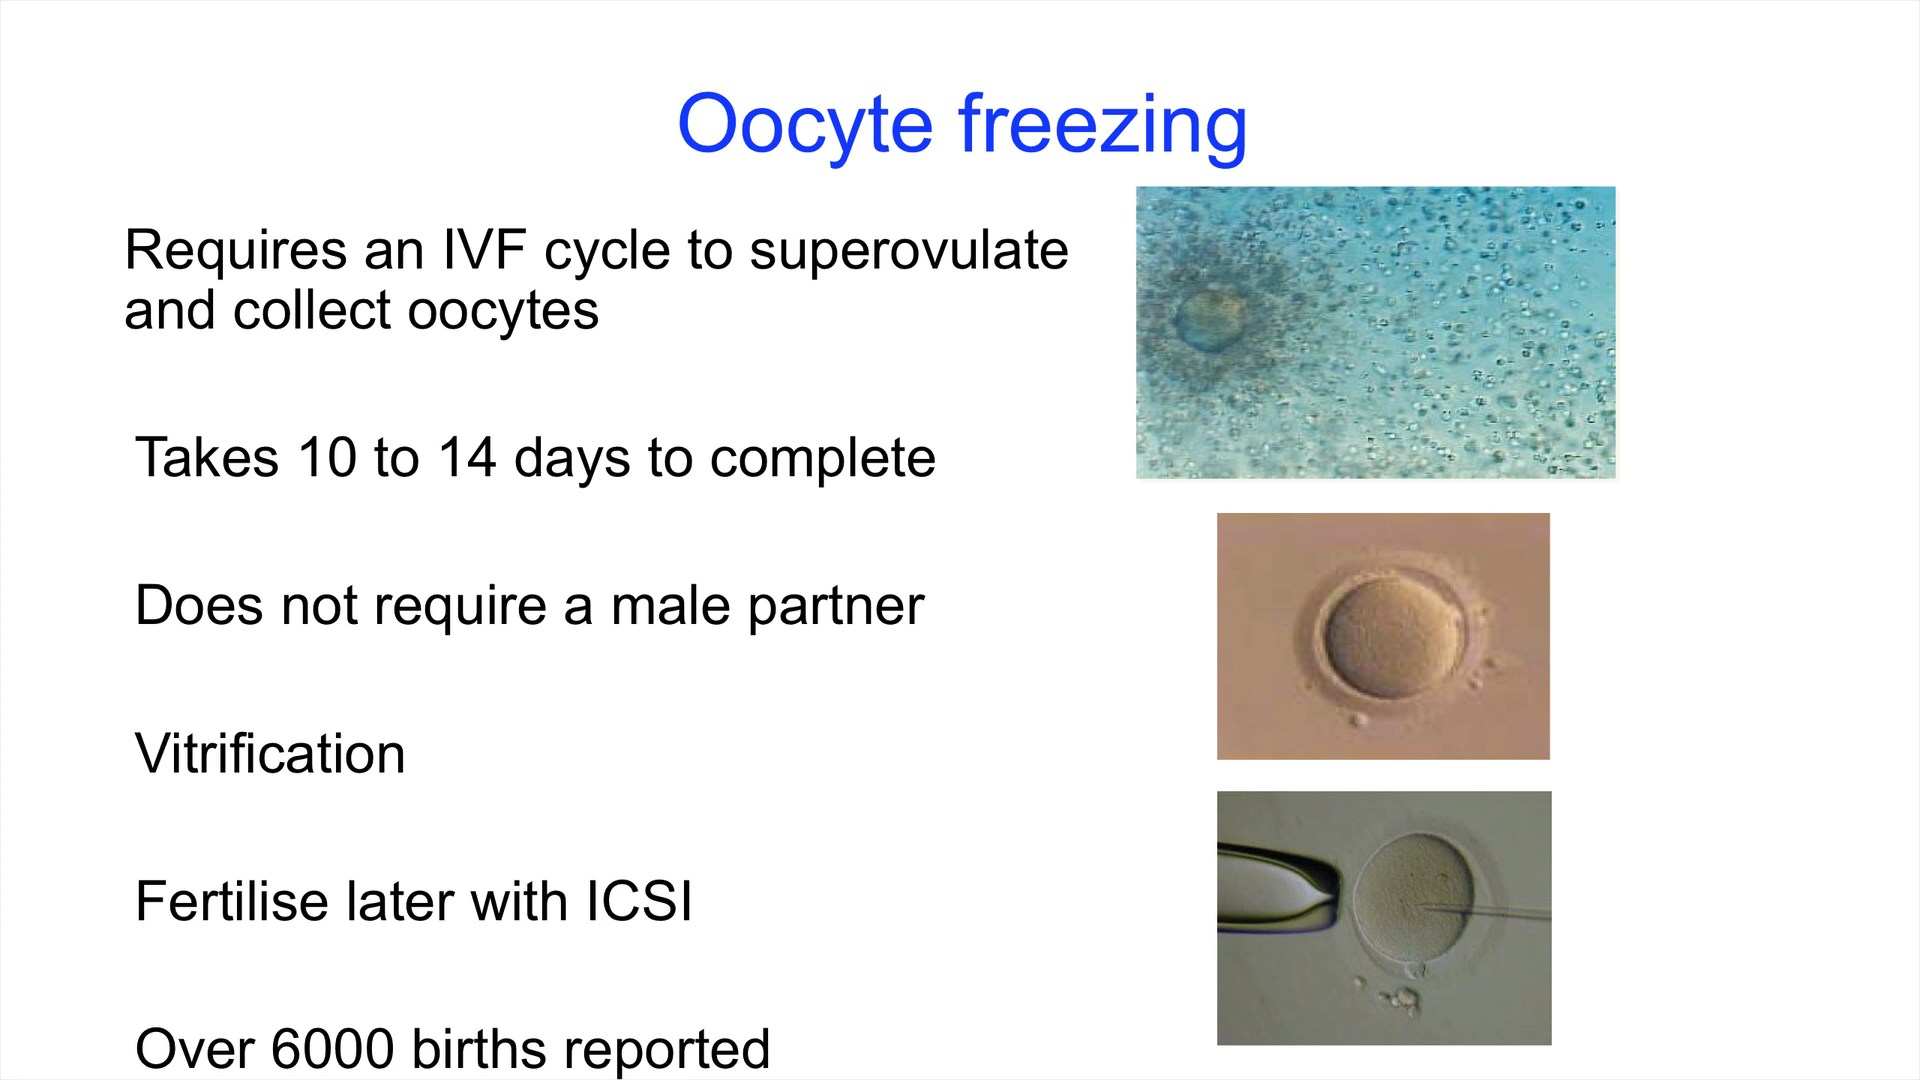 Oocyte freezing
Requires an IVF cycle to superovulate
and collect oocytes
Takes 10 to 14 days to complete
Does not require a male partner
Vitrification
Fertilise later with ICSI
Over 6000 births reported